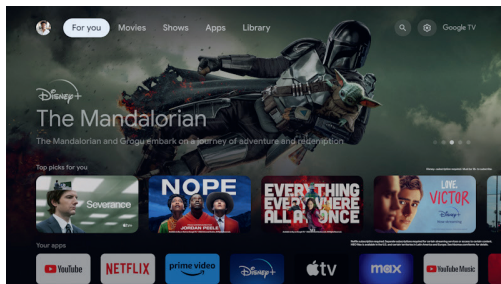 For you
Movies
Shows
Apps
Library
Google TV
Disney+
The Mandalorian
The Mandalorian and Grogu embark on a journey of adventure and redemption.
Top picks for you
Severance
NOPE
JORDAN PEELE
EVERYTHING
EVERYWHERE
ALL AT ONCE
LOVE,
VICTOR
Disney+
Your apps
YouTube
NETFLIX
prime video
Disney+
tv
max
YouTube Music